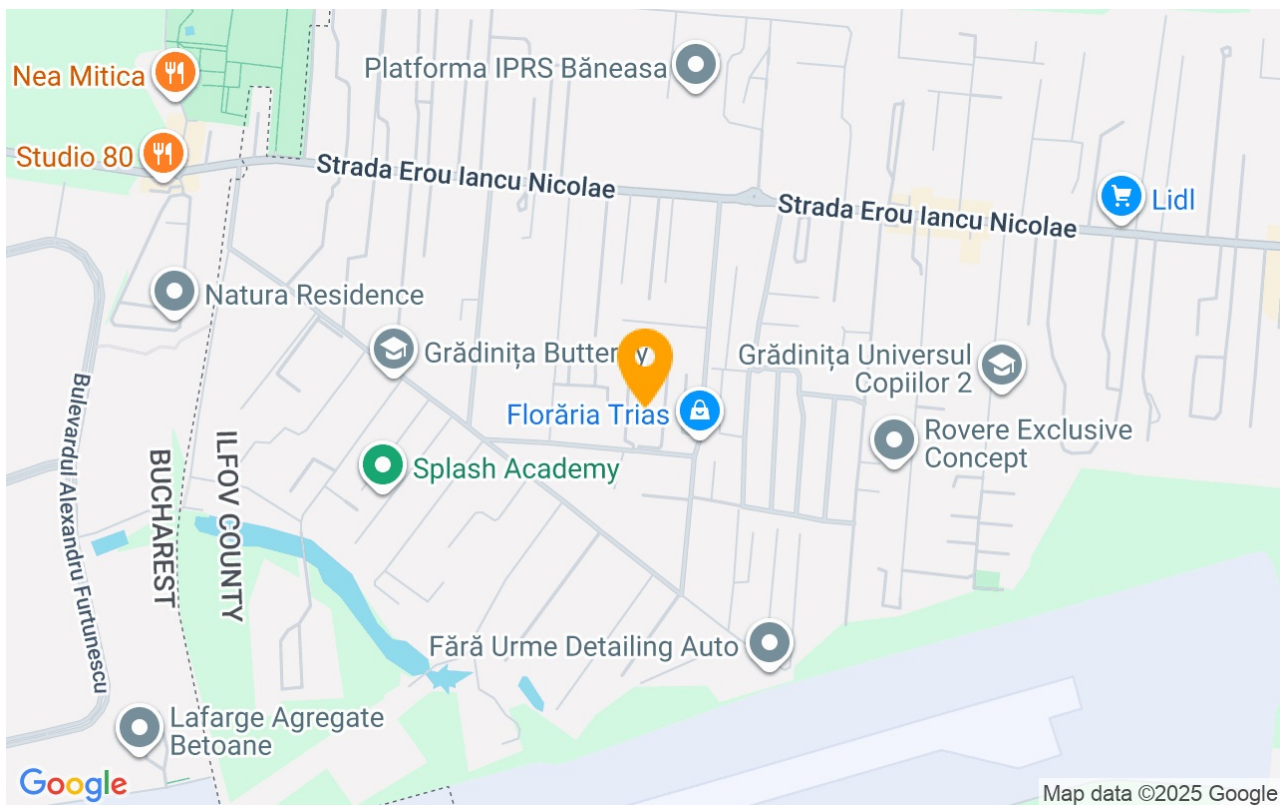 Platforma IPRS Băneasa
Nea Mitica
Studio 80
Strada Erou Iancu Nicolae
Strada Erou Iancu Nicolae
Lidl
Natura Residence
Grădinița
Grădinița Universul
Copiilor 2
Florăria Trias
Rovere Exclusive
Concept
Splash Academy
Bulevardul Alexandru Furtunescu
BUCHAREST
ILFOV COUNTY
Fără Urme Detailing Auto
Lafarge Agregate
Betoane
Google
Map data ©2025 Google